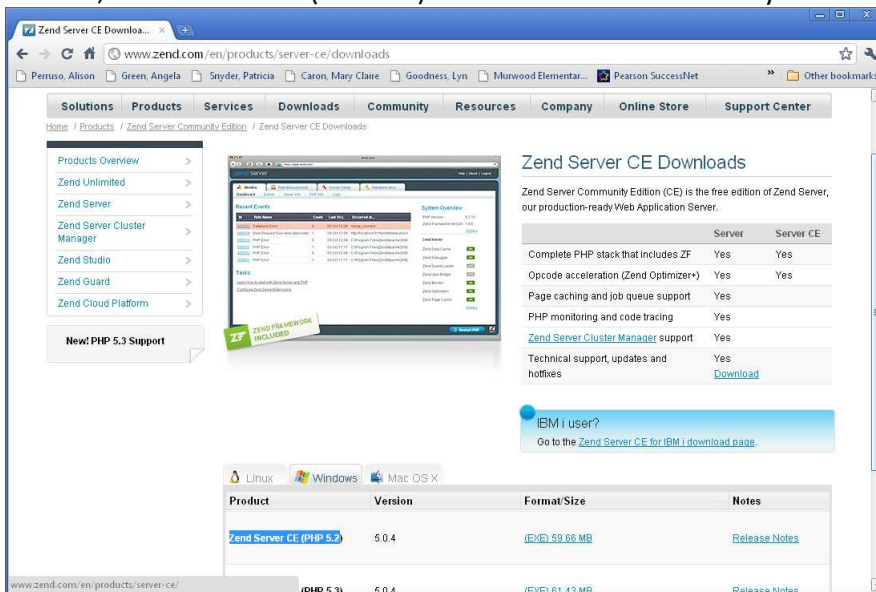 Zend Server CE Downloa...
www.zend.com/en/products/server-ce/downloads
Perruso, Alison Green, Angela Snyder, Patricia Caron, Mary Claire Goodness, Lyn Murwood Elementar... Pearson SuccessNet » Other bookmarks
Solutions Products Services Downloads Community Resources Company Online Store Support Center
Home / Products / Zend Server Community Edition / Zend Server CE Downloads
Products Overview >
Zend Unlimited >
Zend Server >
Zend Server Cluster
Manager >
Zend Studio >
Zend Guard >
Zend Cloud Platform >
New! PHP 5.3 Support
Recent Events
System Overview
Tasks
ZF ZEND FRAMEWORK
INCLUDED
Zend Server CE Downloads
Zend Server Community Edition (CE) is the free edition of Zend Server,
our production-ready Web Application Server.
Server Server CE
Complete PHP stack that includes ZF Yes Yes
Opcode acceleration (Zend Optimizer+) Yes Yes
Page caching and job queue support Yes
PHP monitoring and code tracing Yes
Zend Server Cluster Manager support Yes
Technical support, updates and Yes
hotfixes Download
IBM i user?
Go to the Zend Server CE for IBM i download page.
Linux Windows Mac OS X
Product Version Format/Size Notes
Zend Server CE (PHP 5.2) 5.0.4 (EXE) 59.66 MB Release Notes
(PHP 5.3) 5.0.4 (EXE) 61.43 MB Release Notes
www.zend.com/en/products/server-ce/